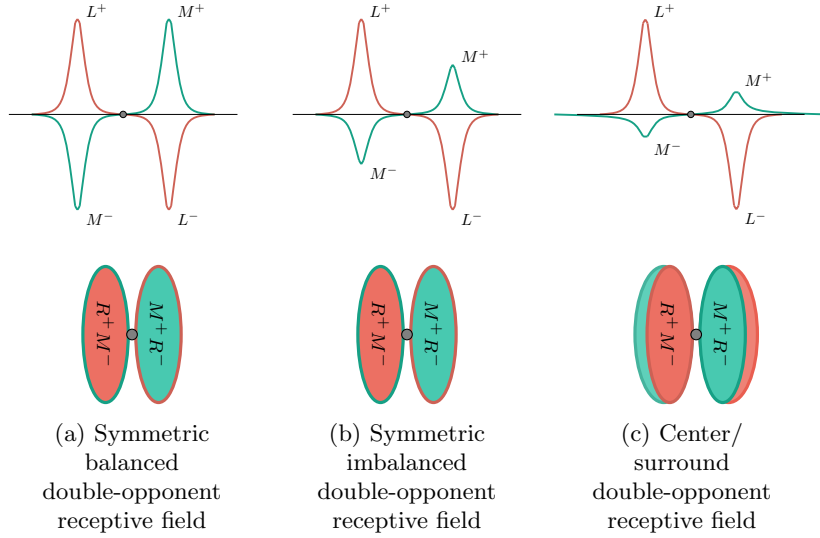 L⁺
M⁺
M⁻
L⁻
L⁺
M⁺
M⁻
L⁻
L⁺
M⁺
M⁻
L⁻
R⁺M⁻
M⁺R⁻
R⁺M⁻
M⁺R⁻
R⁺M⁻
M⁺R⁻
(a) Symmetric
balanced
double-opponent
receptive field
(b) Symmetric
imbalanced
double-opponent
receptive field
(c) Center/
surround
double-opponent
receptive field